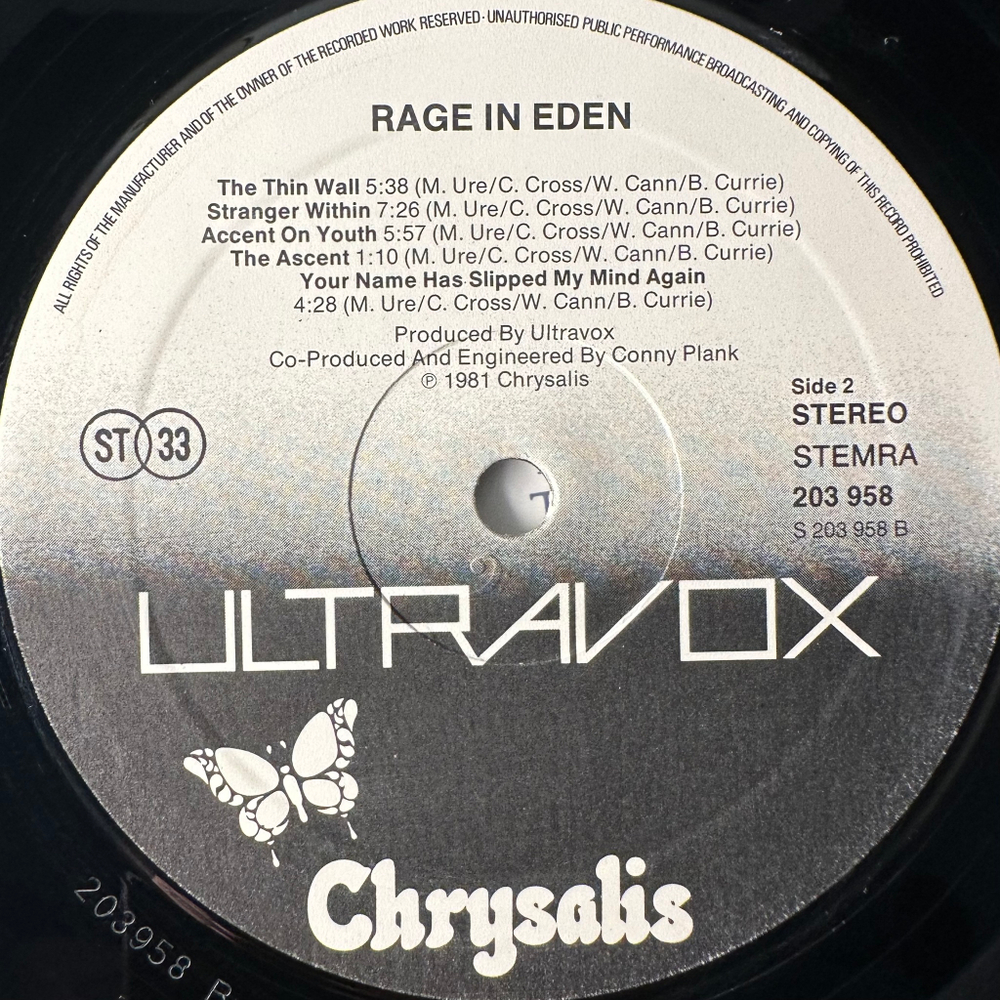 ALL RIGHTS OF THE MANUFACTURER AND OF THE OWNER OF THE RECORDED WORK RESERVED · UNAUTHORISED PUBLIC PERFORMANCE BROADCASTING AND COPYING OF THIS RECORD PROHIBITED
RAGE IN EDEN
The Thin Wall 5:38 (M. Ure/C. Cross/W. Cann/B. Currie)
Stranger Within 7:26 (M. Ure/C. Cross/W. Cann/B. Currie)
Accent On Youth 5:57 (M. Ure/C. Cross/W. Cann/B. Currie)
The Ascent 1:10 (M. Ure/C. Cross/W. Cann/B. Currie)
Your Name Has Slipped My Mind Again
4:28 (M. Ure/C. Cross/W. Cann/B. Currie)
Produced By Ultravox
Co-Produced And Engineered By Conny Plank
℗ 1981 Chrysalis
Side 2
STEREO
STEMRA
203 958
S 203 958 B
ST 33
ULTRAVOX
Chrysalis
203958 B